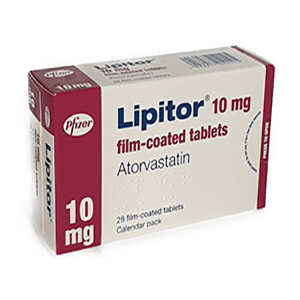 10 mg
Pfizer
Lipitor® 10 mg
film-coated tablets
Atorvastatin
10
mg
28 film-coated tablets
Calendar pack
Lipitor